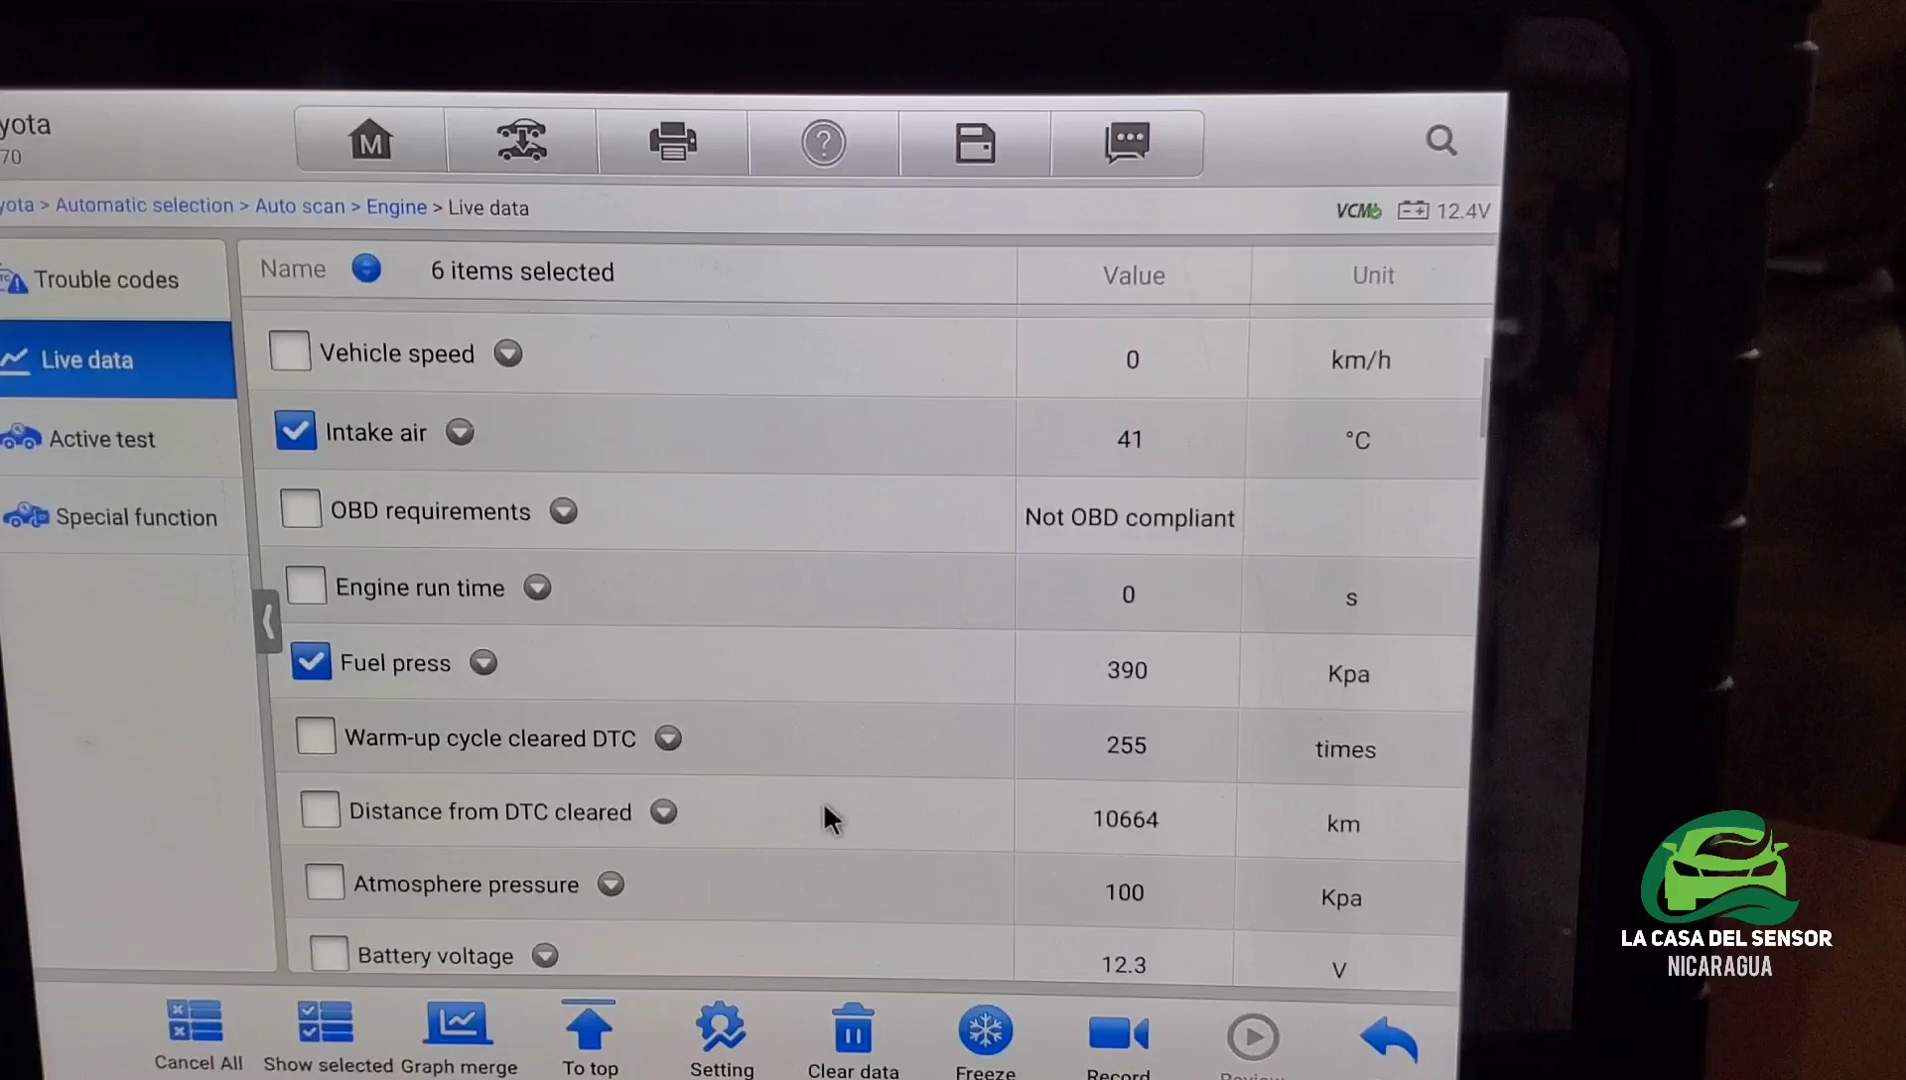 yota
70
M
?
yota > Automatic selection > Auto scan > Engine > Live data
VCMI 12.4V
Trouble codes
Live data
Active test
Special function
Name 6 items selected Value Unit
Vehicle speed 0 km/h
Intake air 41 °C
OBD requirements Not OBD compliant
Engine run time 0 s
Fuel press 390 Kpa
Warm-up cycle cleared DTC 255 times
Distance from DTC cleared 10664 km
Atmosphere pressure 100 Kpa
Battery voltage 12.3 V
Cancel All Show selected Graph merge To top Setting Clear data Freeze Record Review
LA CASA DEL SENSOR
NICARAGUA